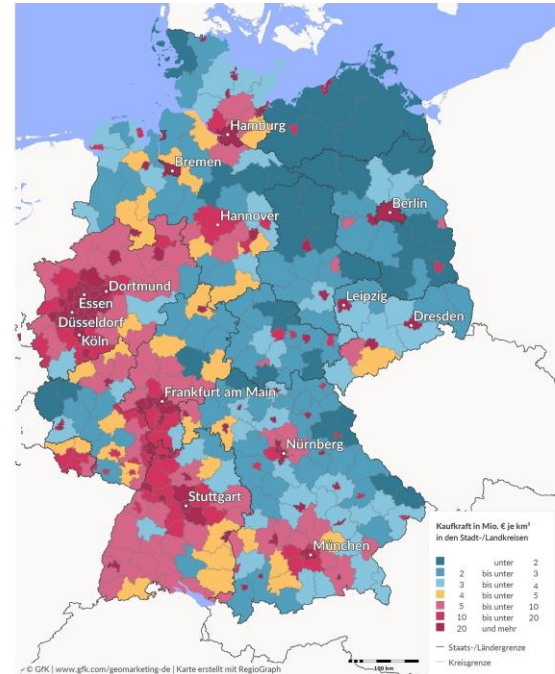 Hamburg
Bremen
Berlin
Hannover
Dortmund
Essen
Leipzig
Düsseldorf
Dresden
Köln
Frankfurt am Main
Nürnberg
Stuttgart
München
Kaufkraft in Mio. € je km²
in den Stadt-/Landkreisen
unter 2
2 bis unter 3
3 bis unter 4
4 bis unter 5
5 bis unter 10
10 bis unter 20
20 und mehr
Staats-/Ländergrenze
Kreisgrenze
100 km
© GfK | www.gfk.com/geomarketing-de | Karte erstellt mit RegioGraph